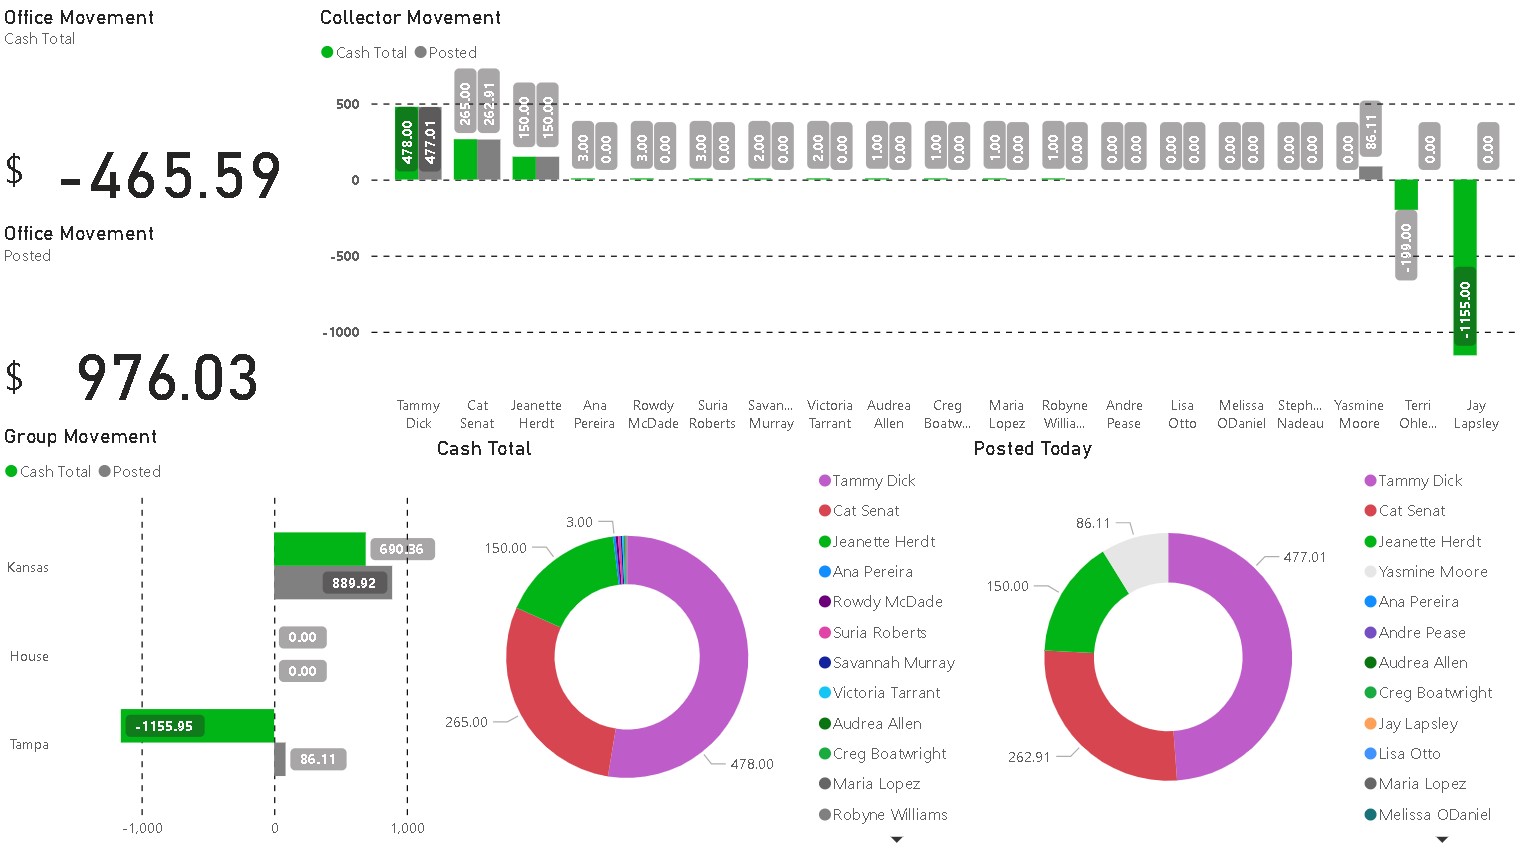 Office Movement
Cash Total
$ -465.59
Office Movement
Posted
$ 976.03
Collector Movement
Cash Total Posted
500
0
-500
-1000
478.00 477.01
265.00 262.91
150.00 150.00
3.00 0.00
3.00 0.00
3.00 0.00
2.00 0.00
2.00 0.00
1.00 0.00
1.00 0.00
1.00 0.00
1.00 0.00
0.00 0.00
0.00 0.00
0.00 0.00
0.00 0.00
0.00 86.11
-199.00 0.00
-1155.00 0.00
Tammy Dick
Cat Senat
Jeanette Herdt
Ana Pereira
Rowdy McDade
Suria Roberts
Savan... Murray
Victoria Tarrant
Audrea Allen
Creg Boatw...
Maria Lopez
Robyne Willia...
Andre Pease
Lisa Otto
Melissa ODaniel
Steph... Nadeau
Yasmine Moore
Terri Ohle...
Jay Lapsley
Group Movement
Cash Total Posted
Kansas
690.36
889.92
House
0.00
0.00
Tampa
-1155.95
86.11
-1,000 0 1,000
Cash Total
3.00
150.00
265.00
478.00
Tammy Dick
Cat Senat
Jeanette Herdt
Ana Pereira
Rowdy McDade
Suria Roberts
Savannah Murray
Victoria Tarrant
Audrea Allen
Creg Boatwright
Maria Lopez
Robyne Williams
Posted Today
86.11
150.00
262.91
477.01
Tammy Dick
Cat Senat
Jeanette Herdt
Yasmine Moore
Ana Pereira
Andre Pease
Audrea Allen
Creg Boatwright
Jay Lapsley
Lisa Otto
Maria Lopez
Melissa ODaniel